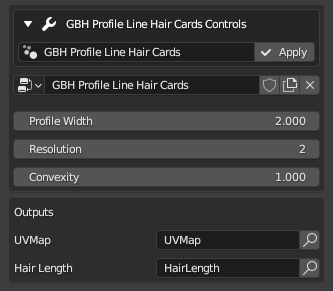 GBH Profile Line Hair Cards Controls
GBH Profile Line Hair Cards Apply
GBH Profile Line Hair Cards
Profile Width 2.000
Resolution 2
Convexity 1.000
Outputs
UVMap UVMap
Hair Length HairLength